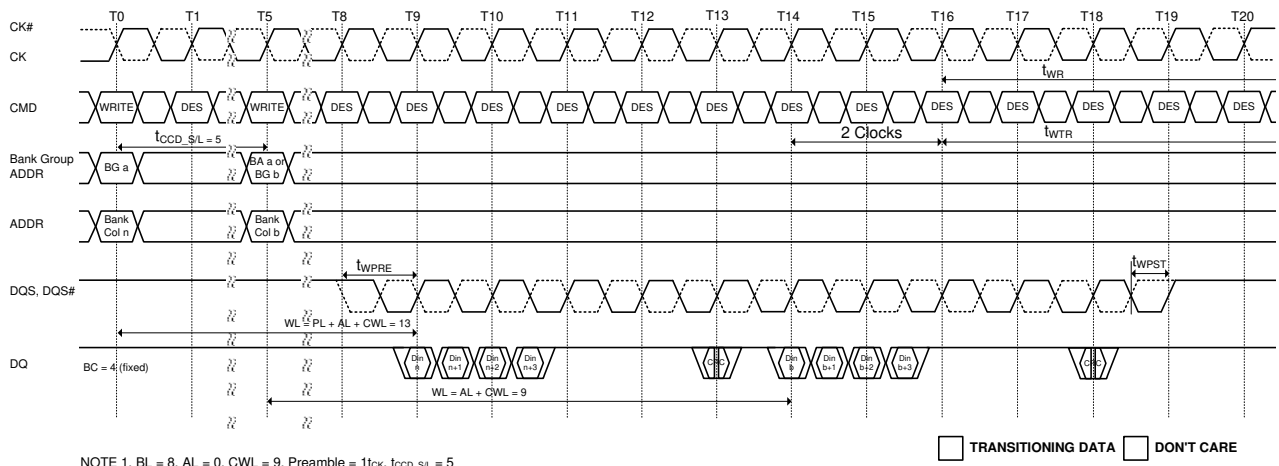 T0 T1 T5 T8 T9 T10 T11 T12 T13 T14 T15 T16 T17 T18 T19 T20
CK#
CK
tWR
CMD WRITE DES WRITE DES DES DES DES DES DES DES DES DES DES DES DES DES
tCCD_S/L = 5
2 Clocks
tWTR
Bank Group
ADDR
BG a
BA a or
BG b
ADDR
Bank
Col n
Bank
Col b
tWPRE
tWPST
DQS, DQS#
WL = PL + AL + CWL = 13
DQ
BC = 4 (fixed)
Din
n
Din
n+1
Din
n+2
Din
n+3
CRC
Din
b
Din
b+1
Din
b+2
Din
b+3
CRC
WL = AL + CWL = 9
TRANSITIONING DATA DON'T CARE
NOTE 1. BL = 8, AL = 0, CWL = 9, Preamble = 1tCK, tCCD_S/L = 5